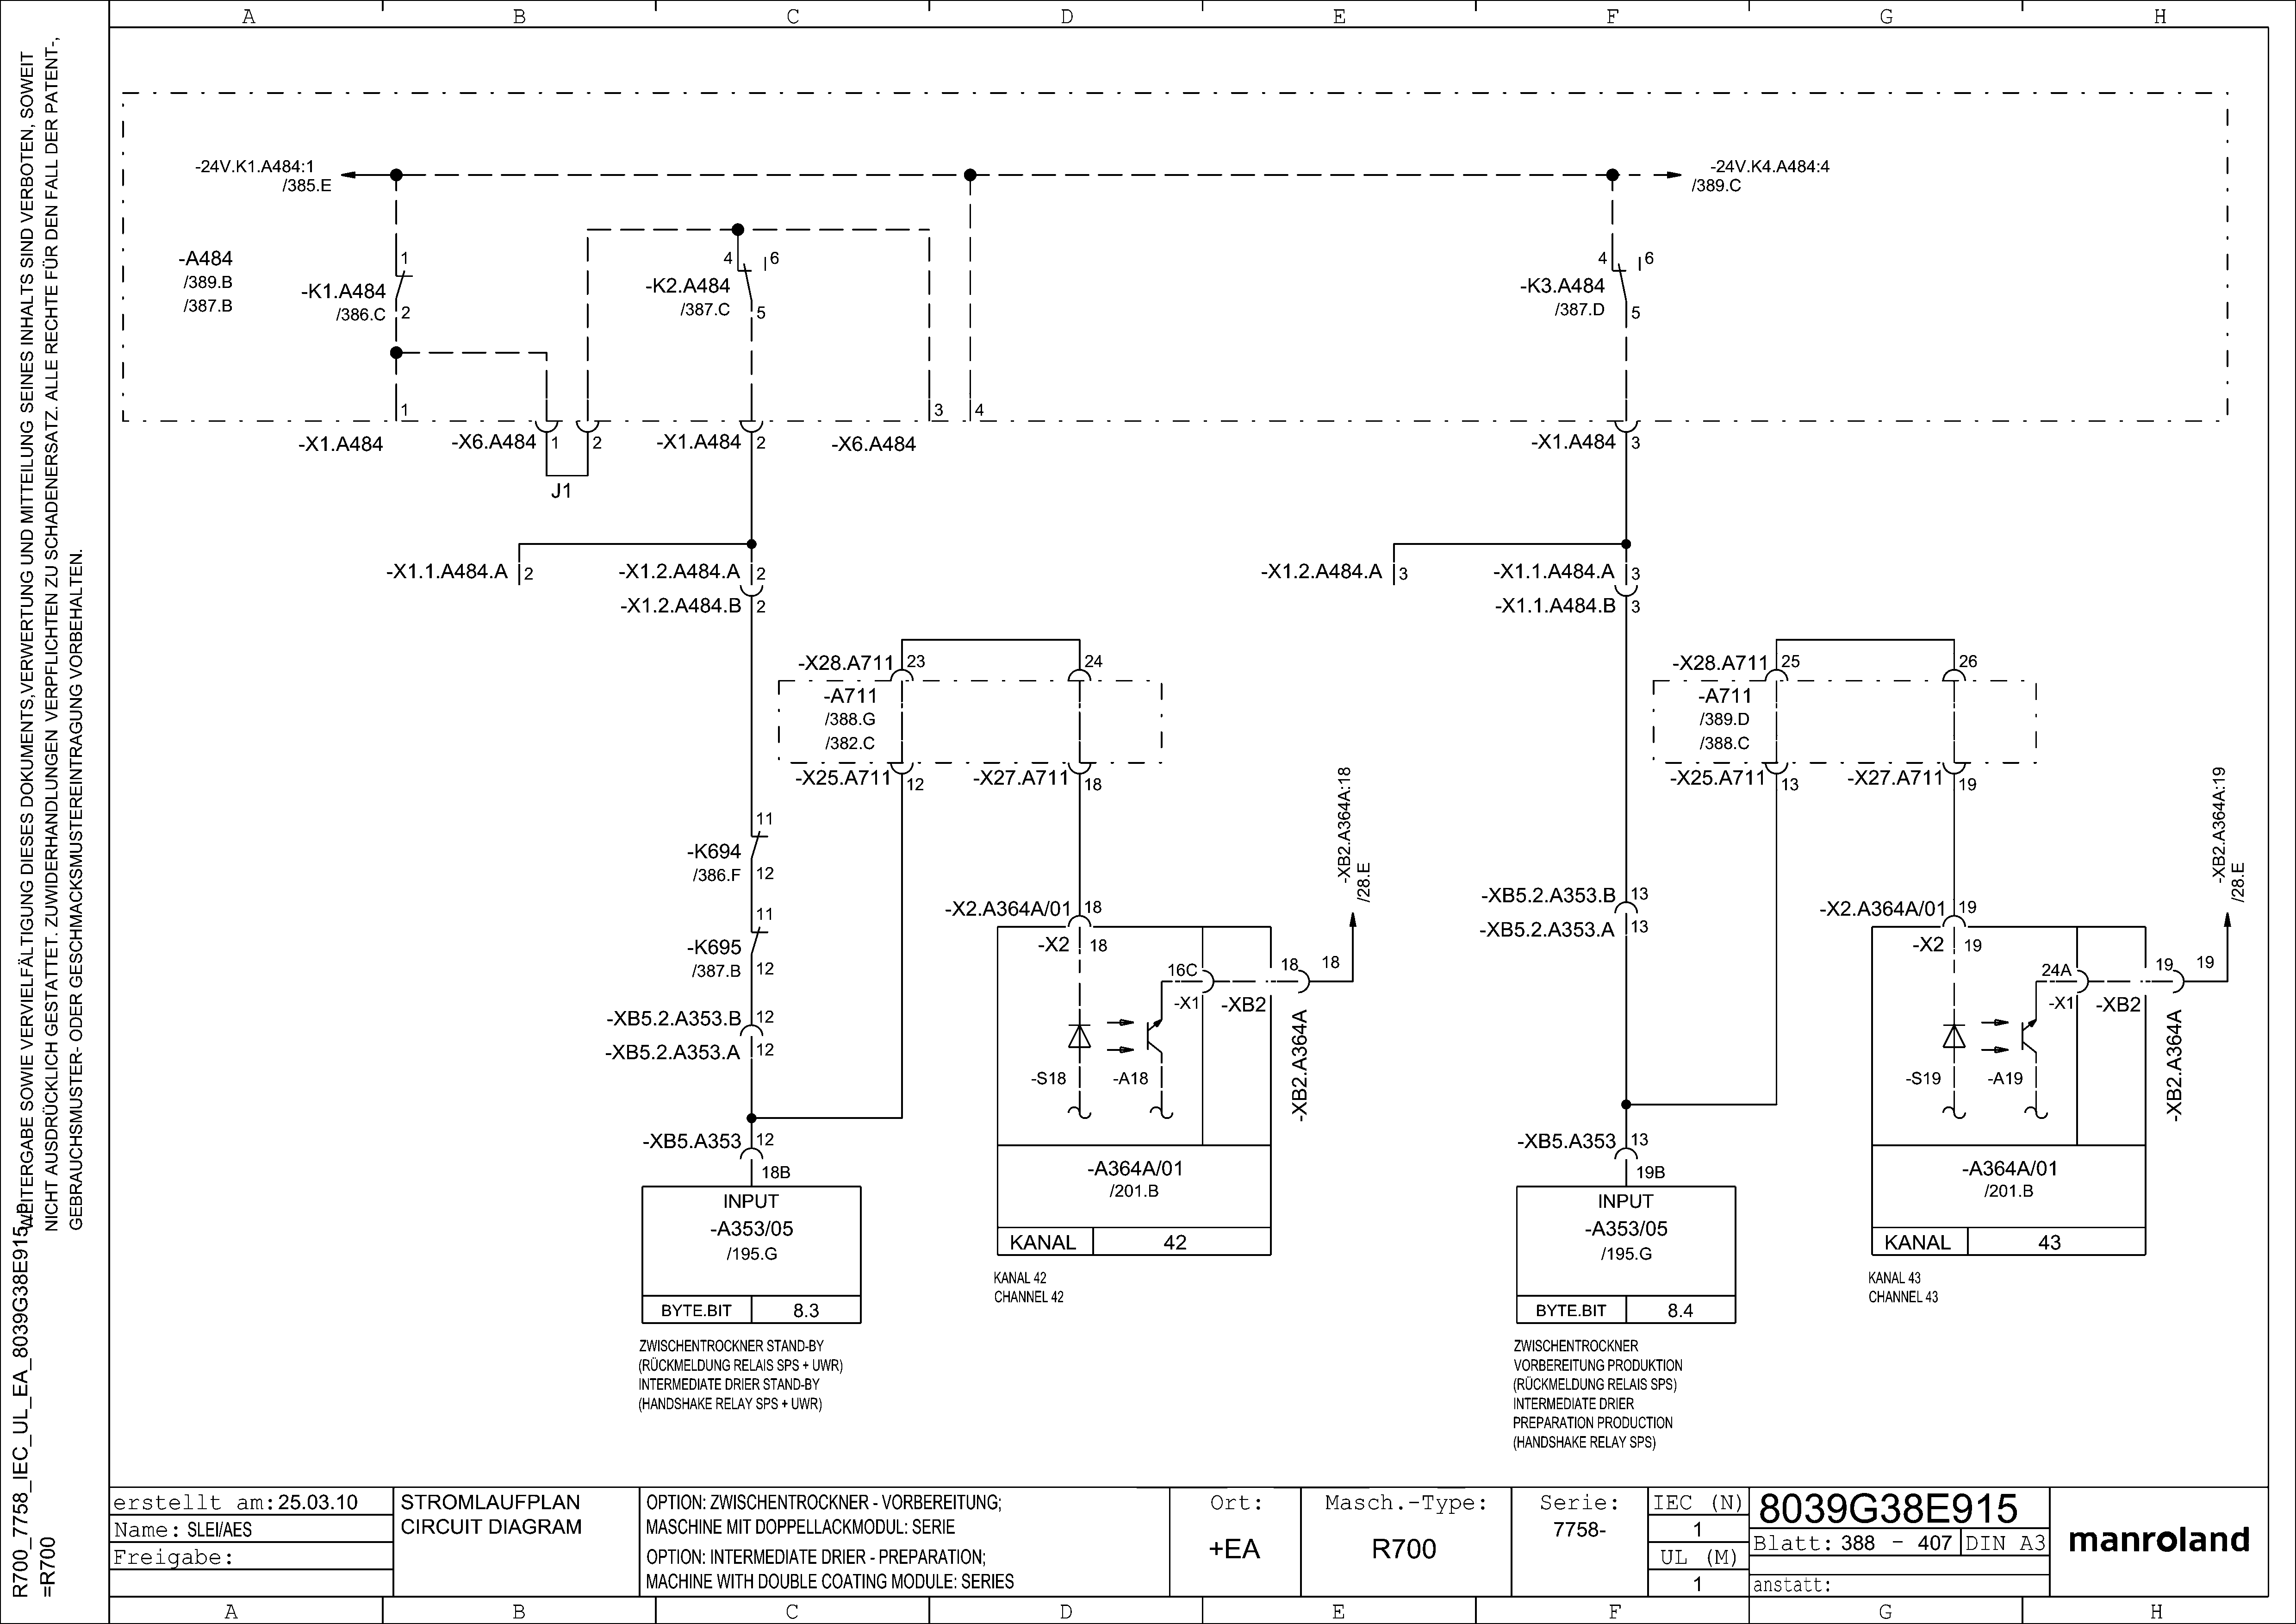 A B C D E F G H
WEITERGABE SOWIE VERVIELFÄLTIGUNG DIESES DOKUMENTS,VERWERTUNG UND MITTEILUNG SEINES INHALTS SIND VERBOTEN, SOWEIT
NICHT AUSDRÜCKLICH GESTATTET. ZUWIDERHANDLUNGEN VERPFLICHTEN ZU SCHADENERSATZ. ALLE RECHTE FÜR DEN FALL DER PATENT-,
GEBRAUCHSMUSTER- ODER GESCHMACKSMUSTEREINTRAGUNG VORBEHALTEN.
-24V.K1.A484:1
/385.E
-24V.K4.A484:4
/389.C
-A484
/389.B
/387.B
1
-K1.A484
/386.C 2
4 6
-K2.A484
/387.C 5
4 6
-K3.A484
/387.D 5
1
3 4
-X1.A484
-X6.A484 1 2
-X1.A484 2
-X6.A484
-X1.A484 3
J1
-X1.1.A484.A 2
-X1.2.A484.A 2
-X1.2.A484.B 2
-X1.2.A484.A 3
-X1.1.A484.A 3
-X1.1.A484.B 3
-X28.A711 23 24
-A711
/388.G
/382.C
-X25.A711 12
-X27.A711 18
-X28.A711 25 26
-A711
/389.D
/388.C
-X25.A711 13
-X27.A711 19
11
-K694
/386.F 12
11
-K695
/387.B 12
-XB5.2.A353.B 12
-XB5.2.A353.A 12
-XB5.A353 12
18B
INPUT
-A353/05
/195.G
BYTE.BIT 8.3
ZWISCHENTROCKNER STAND-BY
(RÜCKMELDUNG RELAIS SPS + UWR)
INTERMEDIATE DRIER STAND-BY
(HANDSHAKE RELAY SPS + UWR)
-X2.A364A/01 18
-X2 18
16C
-X1 -XB2
18 18
-XB2.A364A:18
/28.E
-XB2.A364A
-S18 -A18
-A364A/01
/201.B
KANAL 42
KANAL 42
CHANNEL 42
-XB5.2.A353.B 13
-XB5.2.A353.A 13
-XB5.A353 13
19B
INPUT
-A353/05
/195.G
BYTE.BIT 8.4
ZWISCHENTROCKNER
VORBEREITUNG PRODUKTION
(RÜCKMELDUNG RELAIS SPS)
INTERMEDIATE DRIER
PREPARATION PRODUCTION
(HANDSHAKE RELAY SPS)
-X2.A364A/01 19
-X2 19
24A
-X1 -XB2
19 19
-XB2.A364A:19
/28.E
-XB2.A364A
-S19 -A19
-A364A/01
/201.B
KANAL 43
KANAL 43
CHANNEL 43
=R700
erstellt am: 25.03.10
Name: SLEI/AES
Freigabe:
STROMLAUFPLAN
CIRCUIT DIAGRAM
OPTION: ZWISCHENTROCKNER - VORBEREITUNG;
MASCHINE MIT DOPPELLACKMODUL: SERIE
OPTION: INTERMEDIATE DRIER - PREPARATION;
MACHINE WITH DOUBLE COATING MODULE: SERIES
Ort:
+EA
Masch.-Type:
R700
Serie:
7758-
IEC (N)
1
UL (M)
1
8039G38E915
Blatt: 388 - 407 DIN A3
anstatt:
manroland
A B C D E F G H